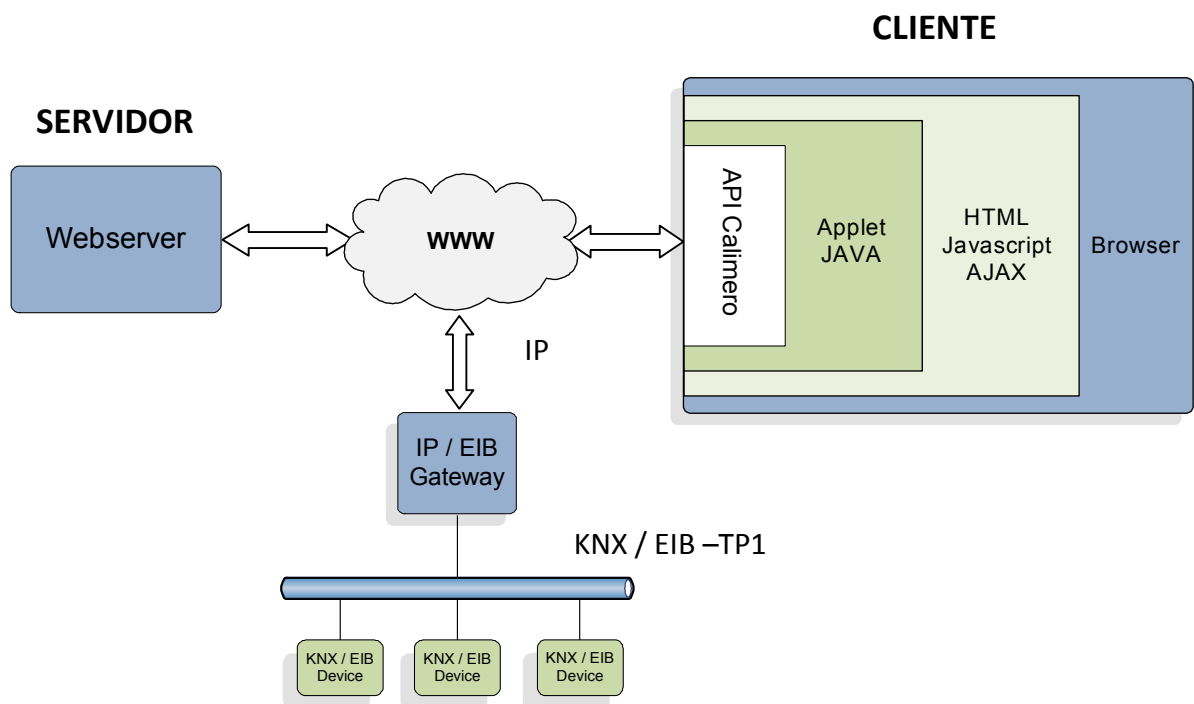 CLIENTE
SERVIDOR
Webserver
WWW
API Calimero
Applet
JAVA
HTML
Javascript
AJAX
Browser
IP
IP / EIB
Gateway
KNX / EIB –TP1
KNX / EIB
Device
KNX / EIB
Device
KNX / EIB
Device